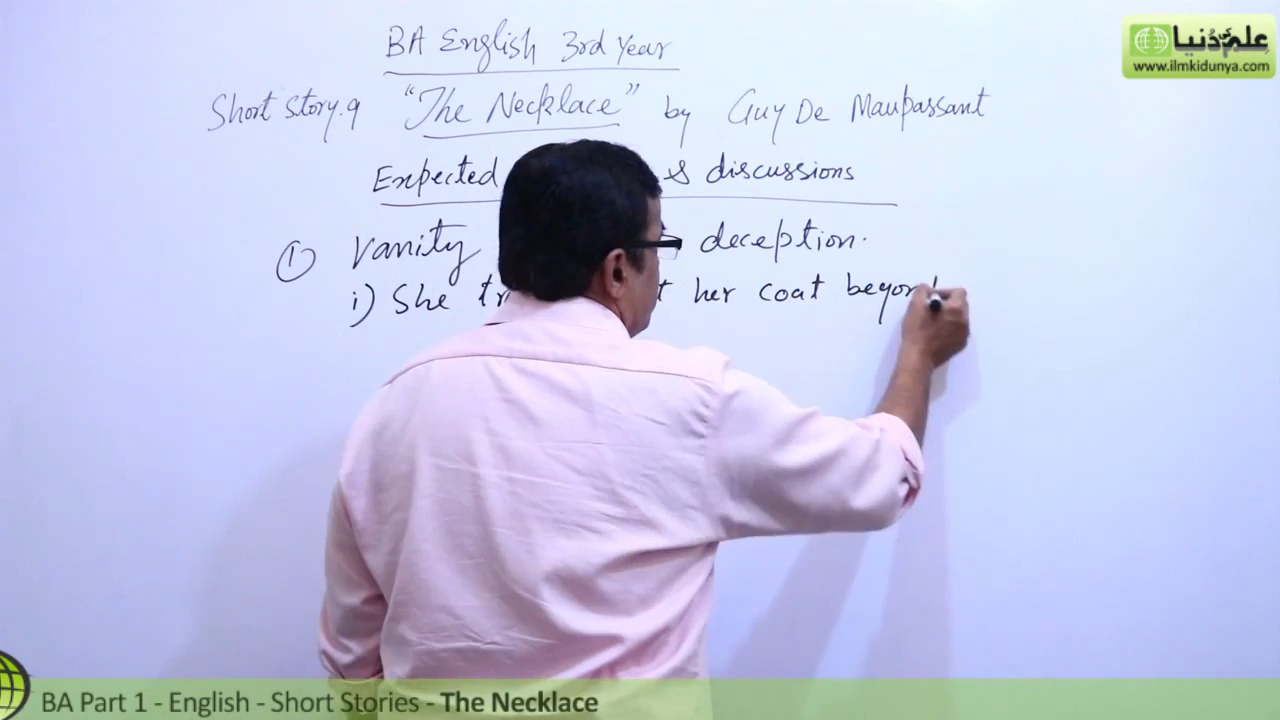 BA English 3rd Year
Short Story.9 "The Necklace" by Guy De Maupassant
Expected & discussions
① Vanity deception.
i) She her coat beyond
علم کی دُنیا
www.ilmkidunya.com
BA Part 1 - English - Short Stories - The Necklace